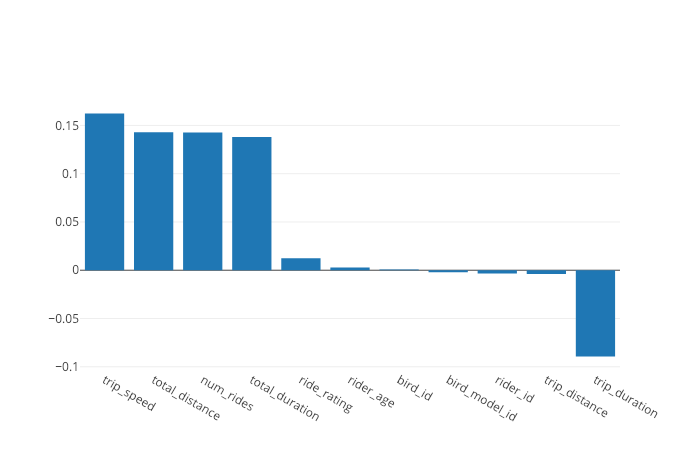 0.15
0.1
0.05
0
−0.05
−0.1
trip_speed
total_distance
num_rides
total_duration
ride_rating
rider_age
bird_id
bird_model_id
rider_id
trip_distance
trip_duration